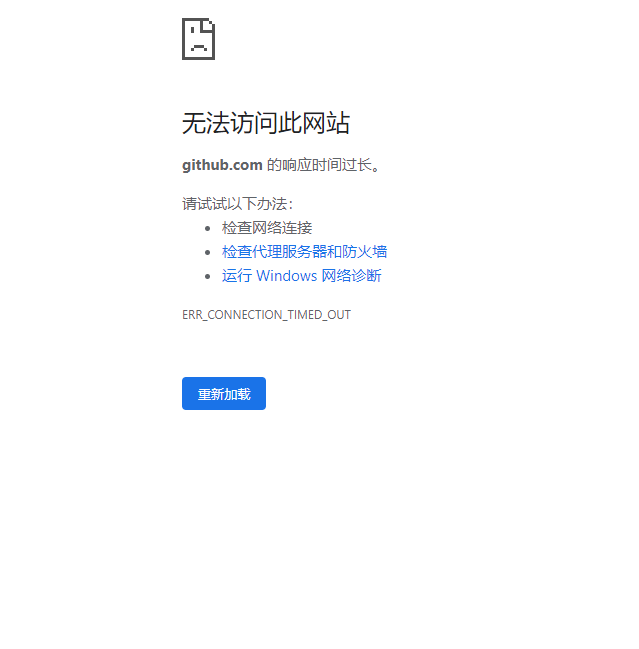 无法访问此网站
github.com 的响应时间过长。
请试试以下办法：
检查网络连接
检查代理服务器和防火墙
运行 Windows 网络诊断
ERR_CONNECTION_TIMED_OUT
重新加载